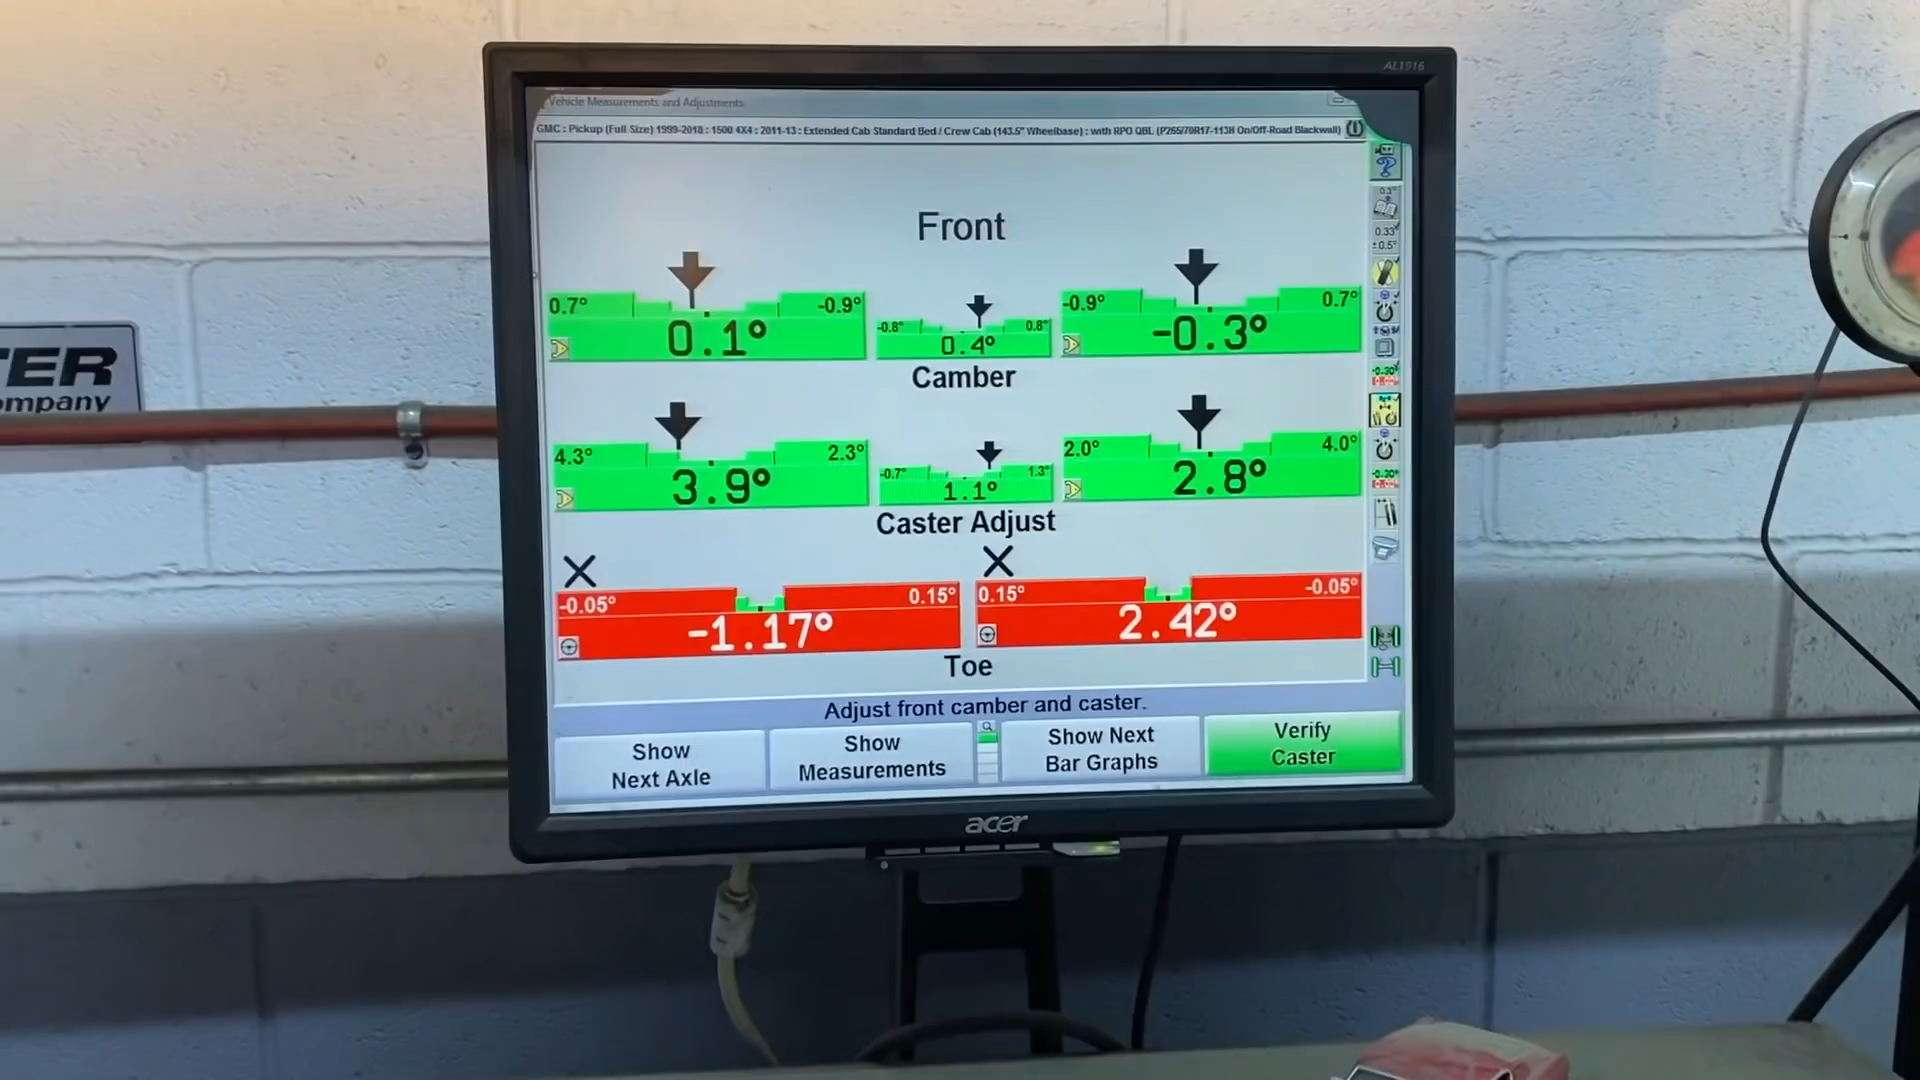 AL1916
Vehicle Measurements and Adjustments
GMC : Pickup (Full Size) 1999-2018 : 1500 4X4 : 2011-13 : Extended Cab Standard Bed / Crew Cab (143.5" Wheelbase) : with RPO QBL (P265/70R17-113H On/Off-Road Blackwall)
Front
0.7° -0.9° -0.8° 0.8° -0.9° 0.7°
0.1° 0.4° -0.3°
Camber
4.3° 2.3° -0.7° 1.3° 2.0° 4.0°
3.9° 1.1° 2.8°
Caster Adjust
-0.05° 0.15° 0.15° -0.05°
-1.17° 2.42°
Toe
Adjust front camber and caster.
Show
Next Axle
Show
Measurements
Show Next
Bar Graphs
Verify
Caster
acer
TER
ompany
0.33°
±0.5°